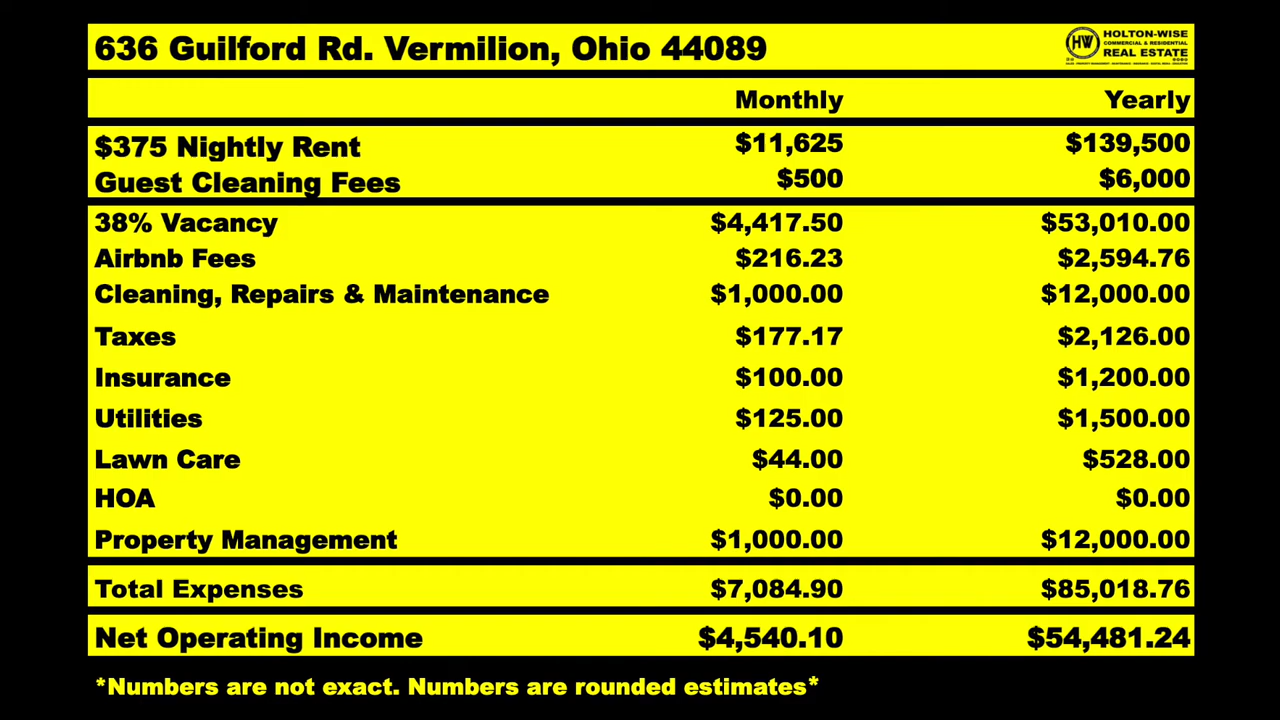 636 Guilford Rd. Vermilion, Ohio 44089
HW
HOLTON-WISE
COMMERCIAL & RESIDENTIAL
REAL ESTATE
Monthly Yearly
$375 Nightly Rent $11,625 $139,500
Guest Cleaning Fees $500 $6,000
38% Vacancy $4,417.50 $53,010.00
Airbnb Fees $216.23 $2,594.76
Cleaning, Repairs & Maintenance $1,000.00 $12,000.00
Taxes $177.17 $2,126.00
Insurance $100.00 $1,200.00
Utilities $125.00 $1,500.00
Lawn Care $44.00 $528.00
HOA $0.00 $0.00
Property Management $1,000.00 $12,000.00
Total Expenses $7,084.90 $85,018.76
Net Operating Income $4,540.10 $54,481.24
*Numbers are not exact. Numbers are rounded estimates*